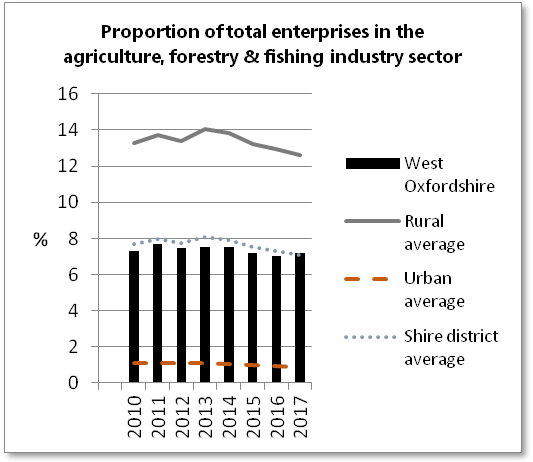 Proportion of total enterprises in the
agriculture, forestry & fishing industry sector
16
14
12
10
8
6
4
2
0
%
2010
2011
2012
2013
2014
2015
2016
2017
West
Oxfordshire
Rural
average
Urban
average
Shire district
average